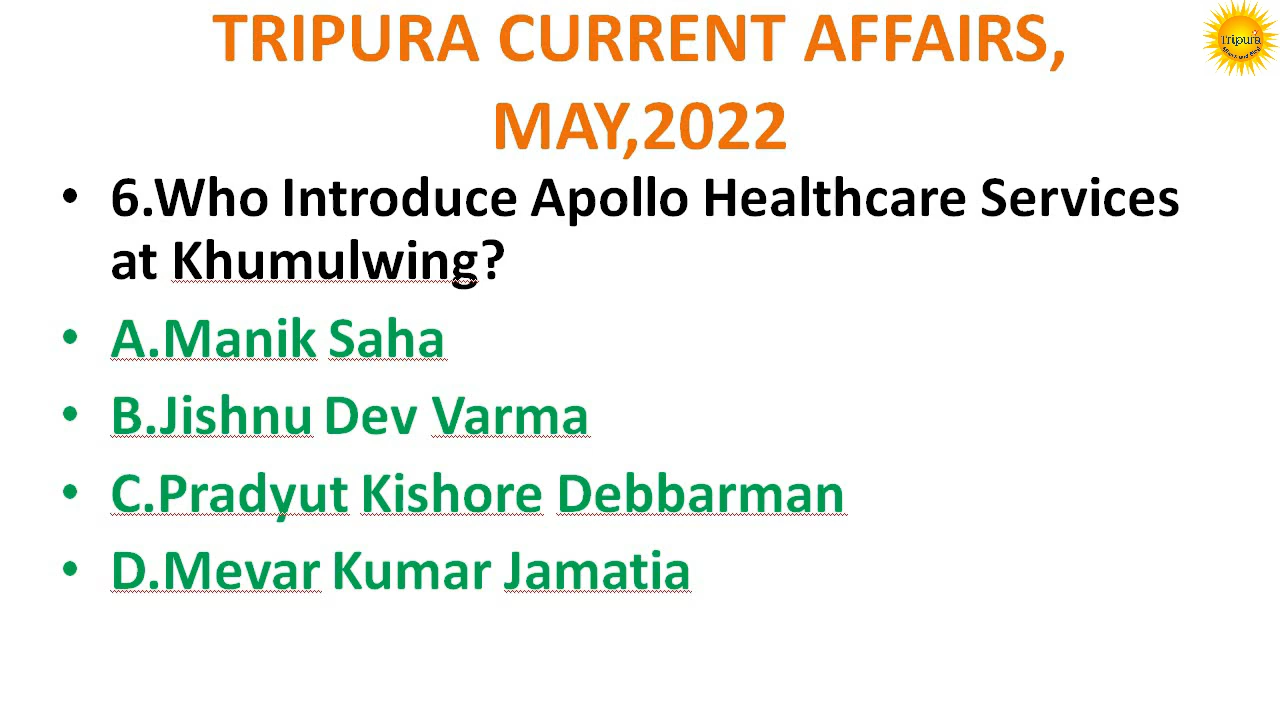 TRIPURA CURRENT AFFAIRS,
MAY,2022
Tripura
• 6.Who Introduce Apollo Healthcare Services
at Khumulwing?
• A.Manik Saha
• B.Jishnu Dev Varma
• C.Pradyut Kishore Debbarman
• D.Mevar Kumar Jamatia